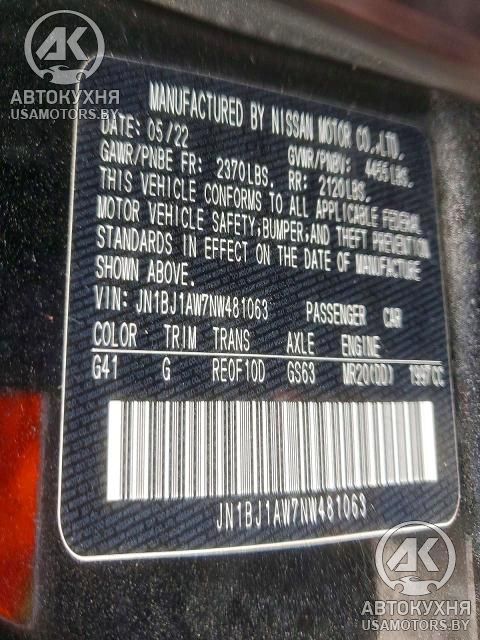 АК
АВТОКУХНЯ
USAMOTORS.BY
MANUFACTURED BY NISSAN MOTOR CO.,LTD.
DATE: 05/22 GVWR/PNBV: 4455LBS.
GAWR/PNBE FR: 2370LBS. RR: 2120LBS.
THIS VEHICLE CONFORMS TO ALL APPLICABLE FEDERAL
MOTOR VEHICLE SAFETY,BUMPER,AND THEFT PREVENTION
STANDARDS IN EFFECT ON THE DATE OF MANUFACTURE
SHOWN ABOVE.
VIN: JN1BJ1AW7NW481063 PASSENGER CAR
COLOR TRIM TRANS AXLE ENGINE
G41 G RE0F10D GS63 MR20(DD) 1997CC
JN1BJ1AW7NW481063
АК
АВТОКУХНЯ
USAMOTORS.BY